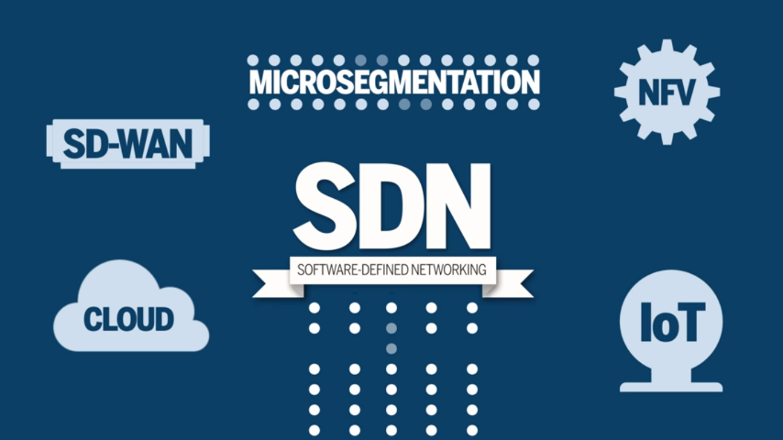 MICROSEGMENTATION
NFV
SD-WAN
SDN
SOFTWARE-DEFINED NETWORKING
CLOUD
IoT